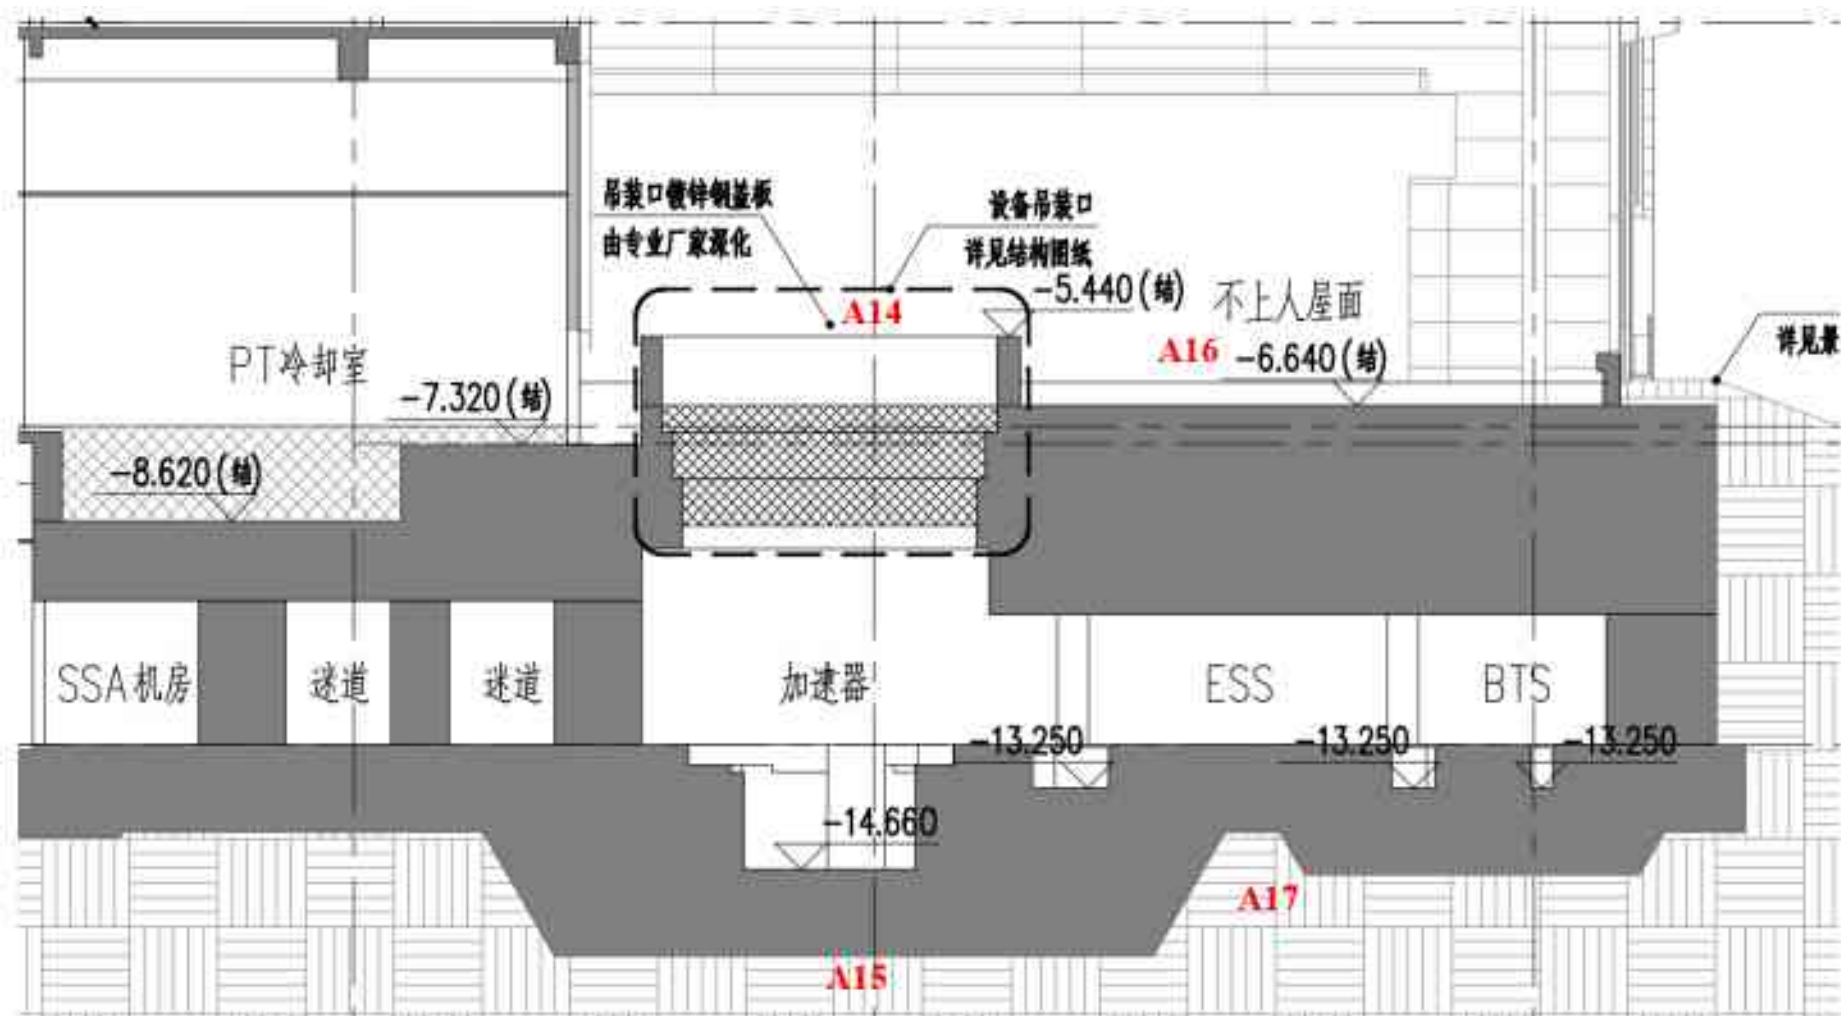 吊装口镀锌钢盖板
由专业厂家深化
设备吊装口
详见结构图纸
A14
-5.440(结)
不上人屋面
A16
-6.640(结)
详见景
PT冷却室
-7.320(结)
-8.620(结)
SSA机房
迷道
迷道
加速器
ESS
BTS
-13.250
-13.250
-13.250
-14.660
A17
A15